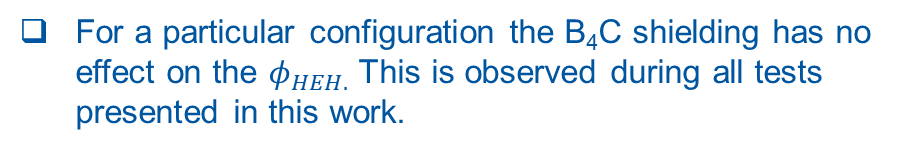 ❑ For a particular configuration the B₄C shielding has no
effect on the ϕ_HEH. This is observed during all tests
presented in this work.